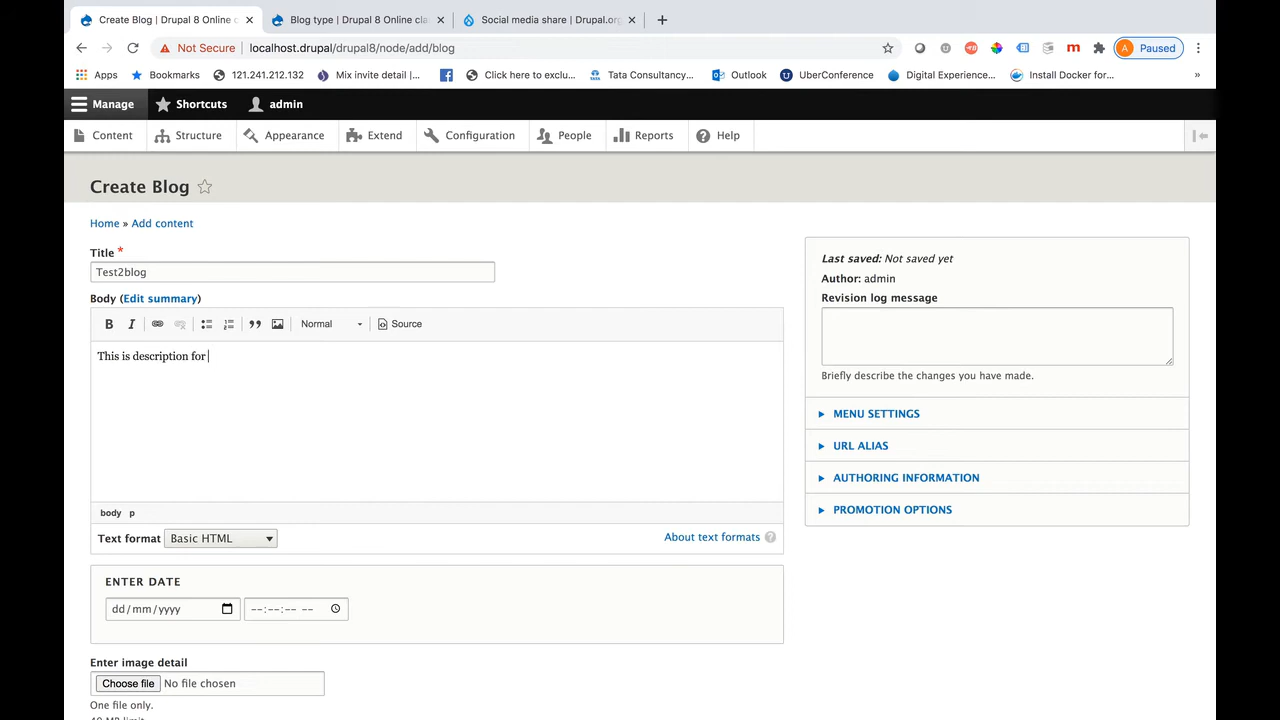 Create Blog | Drupal 8 Online c
Blog type | Drupal 8 Online cla
Social media share | Drupal.org
Not Secure
localhost.drupal/drupal8/node/add/blog
A Paused
Apps
Bookmarks
121.241.212.132
Mix invite detail |...
Click here to exclu...
Tata Consultancy...
Outlook
UberConference
Digital Experience...
Install Docker for...
»
Manage
Shortcuts
admin
Content
Structure
Appearance
Extend
Configuration
People
Reports
Help
Create Blog
Home » Add content
Title *
Test2blog
Body (Edit summary)
B I
Normal
Source
This is description for
body p
Text format Basic HTML
About text formats ?
ENTER DATE
dd/mm/yyyy
--:--:-- --
Enter image detail
Choose file No file chosen
One file only.
Last saved: Not saved yet
Author: admin
Revision log message
Briefly describe the changes you have made.
MENU SETTINGS
URL ALIAS
AUTHORING INFORMATION
PROMOTION OPTIONS